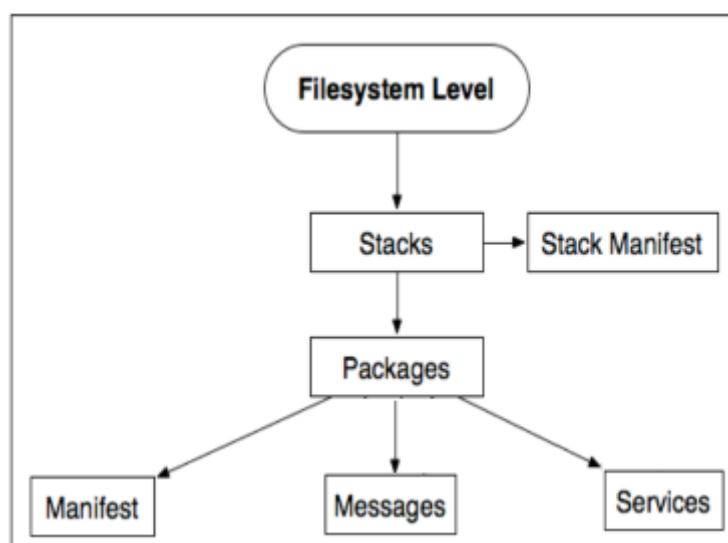 Filesystem Level
Stacks
Stack Manifest
Packages
Manifest
Messages
Services